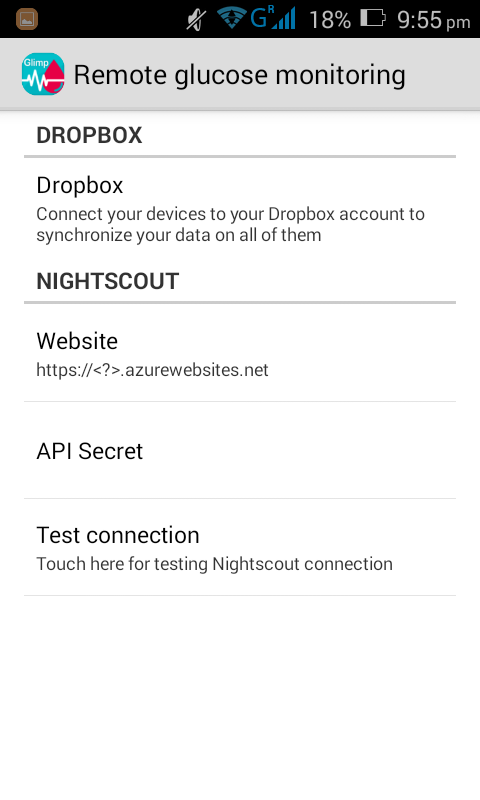 G R 18% 9:55 pm
Glimp Remote glucose monitoring
DROPBOX
Dropbox
Connect your devices to your Dropbox account to
synchronize your data on all of them
NIGHTSCOUT
Website
https://<?>.azurewebsites.net
API Secret
Test connection
Touch here for testing Nightscout connection